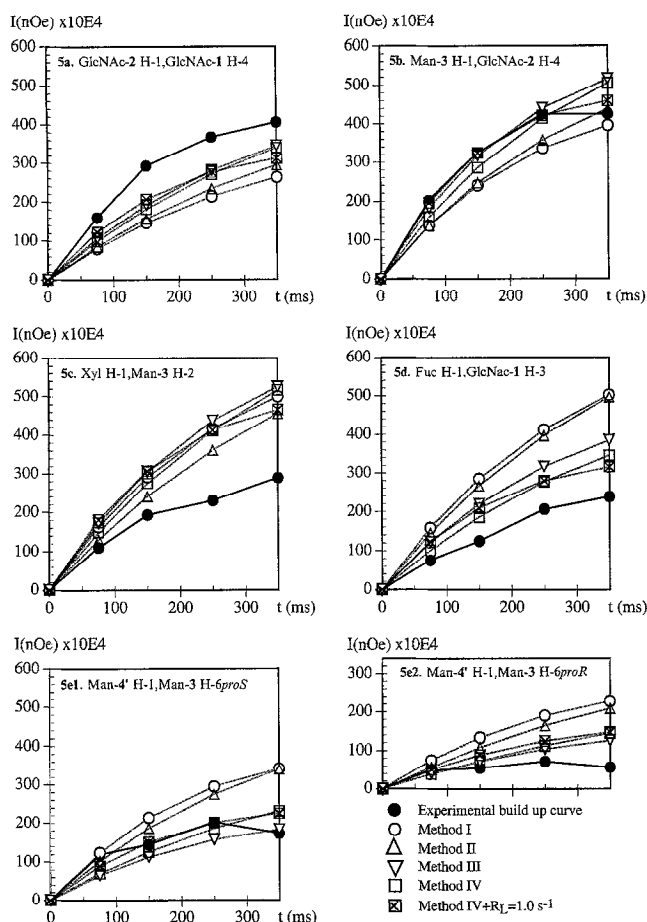 I(nOe) x10E4
5a. GlcNAc-2 H-1,GlcNAc-1 H-4
600
500
400
300
200
100
0
0 100 200 300 t (ms)
I(nOe) x10E4
5b. Man-3 H-1,GlcNAc-2 H-4
600
500
400
300
200
100
0
0 100 200 300 t (ms)
I(nOe) x10E4
5c. Xyl H-1,Man-3 H-2
600
500
400
300
200
100
0
0 100 200 300 t (ms)
I(nOe) x10E4
5d. Fuc H-1,GlcNac-1 H-3
600
500
400
300
200
100
0
0 100 200 300 t (ms)
I(nOe) x10E4
5e1. Man-4' H-1,Man-3 H-6proS
600
500
400
300
200
100
0
0 100 200 300 t (ms)
I(nOe) x10E4
5e2. Man-4' H-1,Man-3 H-6proR
300
200
100
0
0 100 200 300 t (ms)
Experimental build up curve
Method I
Method II
Method III
Method IV
Method IV+RL=1.0 s-1